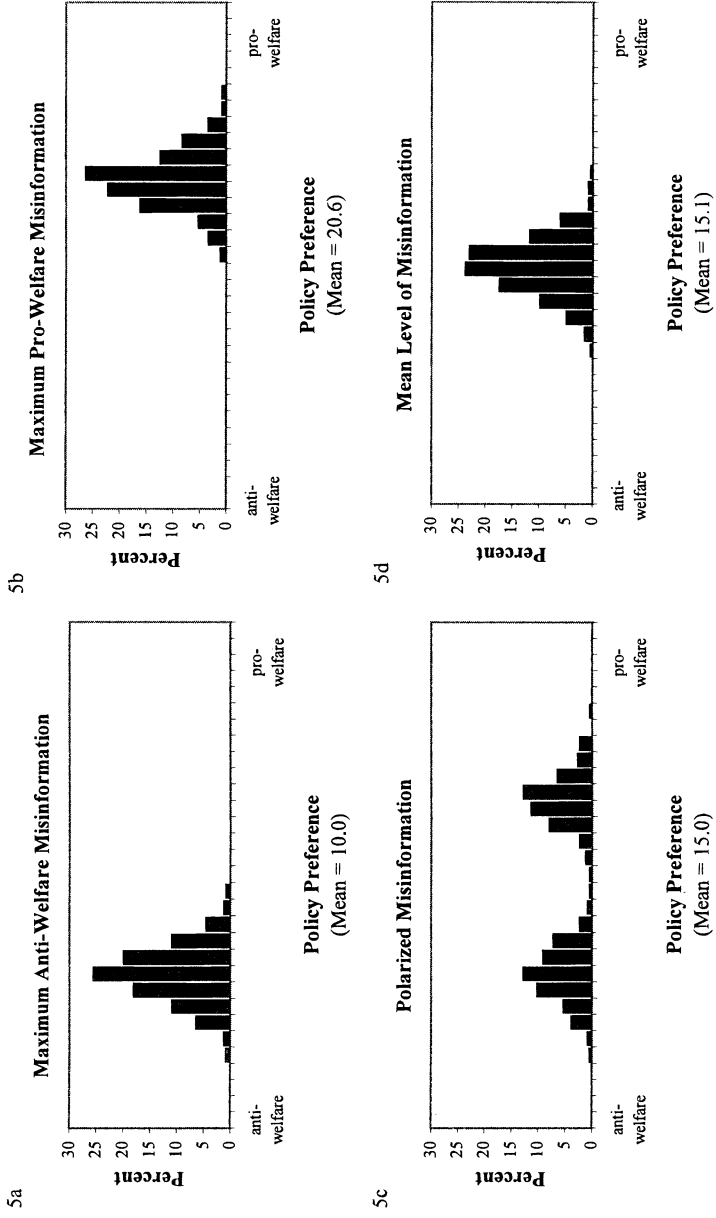 5a
Maximum Anti-Welfare Misinformation
Percent
30
25
20
15
10
5
0
anti-
welfare
pro-
welfare
Policy Preference
(Mean = 10.0)
5b
Maximum Pro-Welfare Misinformation
Percent
30
25
20
15
10
5
0
anti-
welfare
pro-
welfare
Policy Preference
(Mean = 20.6)
5c
Polarized Misinformation
Percent
30
25
20
15
10
5
0
anti-
welfare
pro-
welfare
Policy Preference
(Mean = 15.0)
5d
Mean Level of Misinformation
Percent
30
25
20
15
10
5
0
anti-
welfare
pro-
welfare
Policy Preference
(Mean = 15.1)